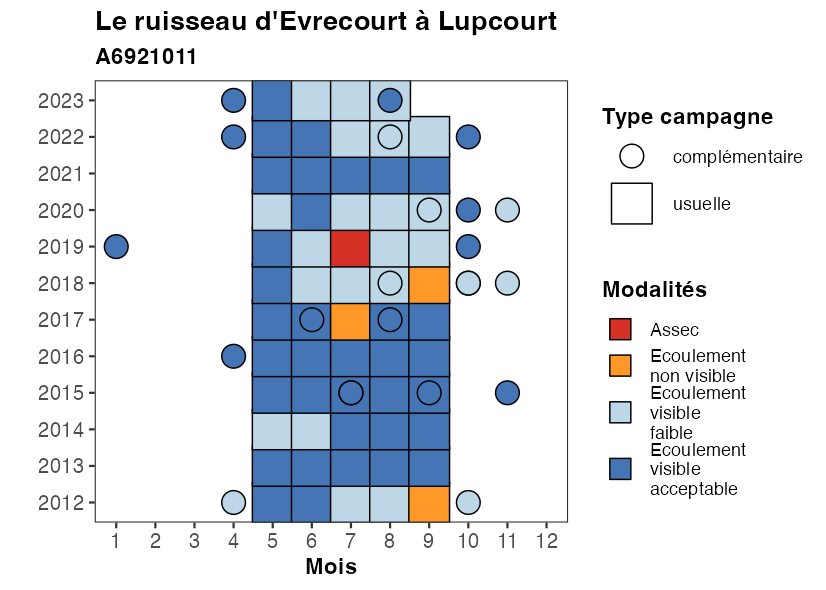 Le ruisseau d'Evrecourt à Lupcourt
A6921011
2023
2022
2021
2020
2019
2018
2017
2016
2015
2014
2013
2012
1 2 3 4 5 6 7 8 9 10 11 12
Mois
Type campagne
complémentaire
usuelle
Modalités
Assec
Ecoulement
non visible
Ecoulement
visible
faible
Ecoulement
visible
acceptable